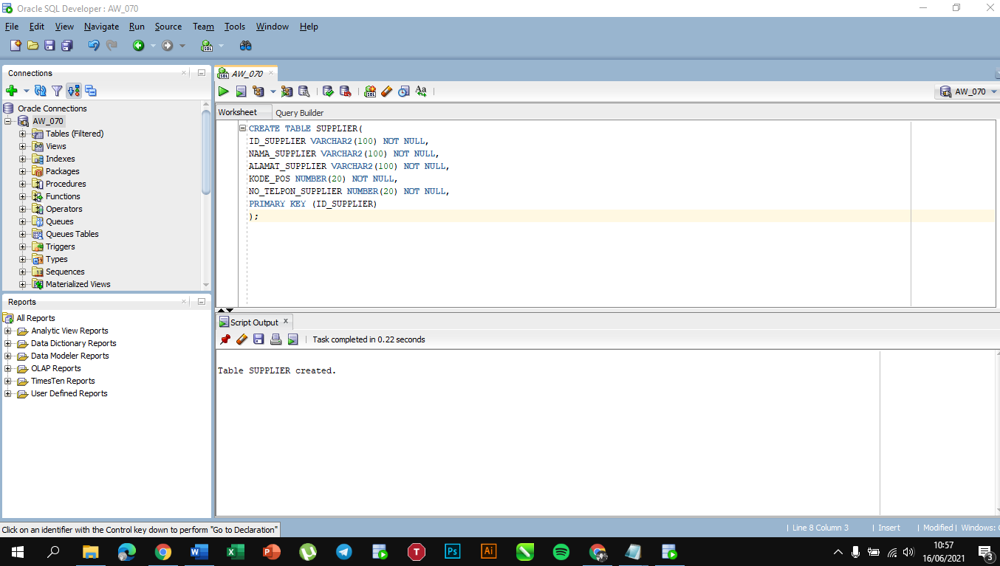 Oracle SQL Developer : AW_070
File Edit View Navigate Run Source Team Tools Window Help
Connections
Oracle Connections
AW_070
Tables (Filtered)
Views
Indexes
Packages
Procedures
Functions
Operators
Queues
Queues Tables
Triggers
Types
Sequences
Materialized Views
Reports
All Reports
Analytic View Reports
Data Dictionary Reports
Data Modeler Reports
OLAP Reports
TimesTen Reports
User Defined Reports
AW_070
AW_070
Worksheet Query Builder
CREATE TABLE SUPPLIER(
ID_SUPPLIER VARCHAR2(100) NOT NULL,
NAMA_SUPPLIER VARCHAR2(100) NOT NULL,
ALAMAT_SUPPLIER VARCHAR2(100) NOT NULL,
KODE_POS NUMBER(20) NOT NULL,
NO_TELPON_SUPPLIER NUMBER(20) NOT NULL,
PRIMARY KEY (ID_SUPPLIER)
);
Script Output
Task completed in 0.22 seconds
Table SUPPLIER created.
Click on an identifier with the Control key down to perform "Go to Declaration"
Line 8 Column 3 Insert Modified Windows:
10:57
16/06/2021
3